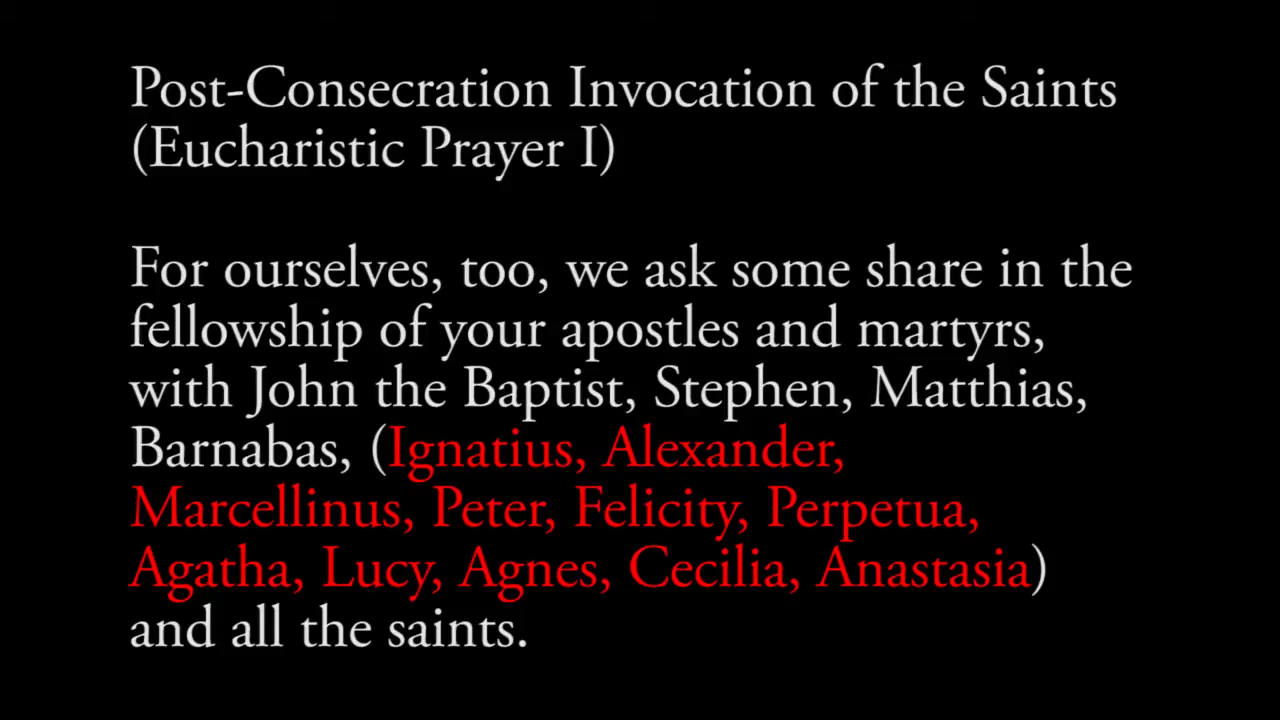 Post-Consecration Invocation of the Saints
(Eucharistic Prayer I)
For ourselves, too, we ask some share in the
fellowship of your apostles and martyrs,
with John the Baptist, Stephen, Matthias,
Barnabas, (Ignatius, Alexander,
Marcellinus, Peter, Felicity, Perpetua,
Agatha, Lucy, Agnes, Cecilia, Anastasia)
and all the saints.